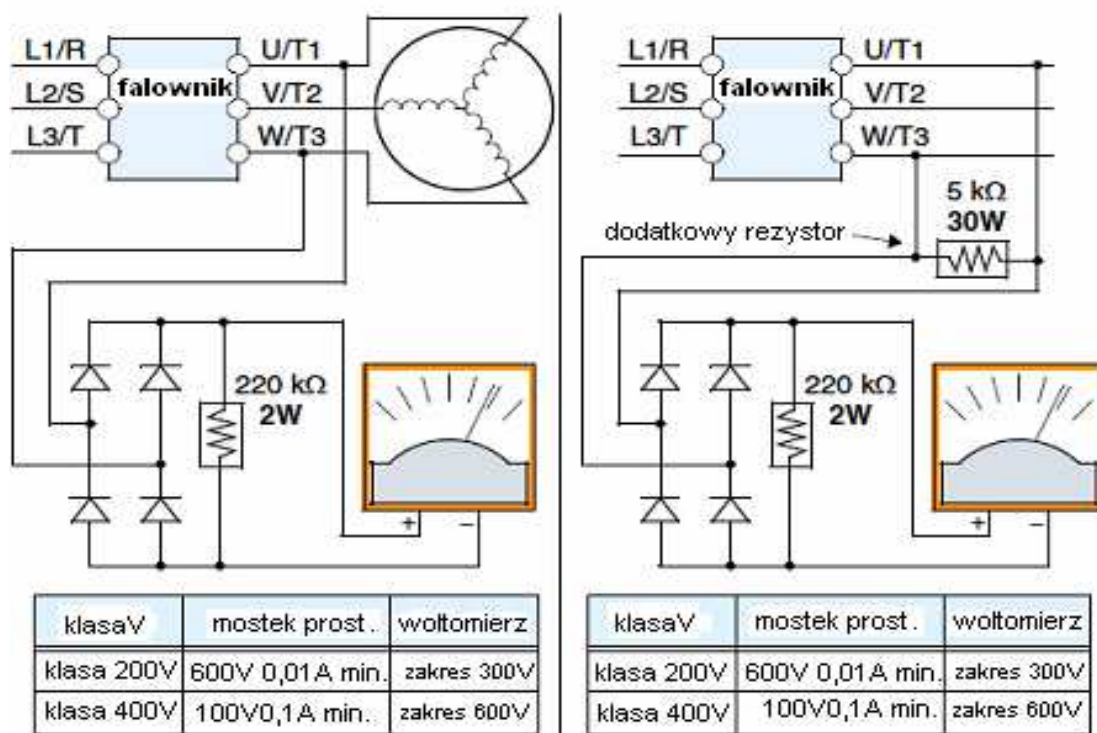 L1/R
U/T1
falownik
L2/S
V/T2
L3/T
W/T3
220 kΩ
2W
+ −
klasaV mostek prost. woltomierz
klasa 200V 600V 0,01A min. zakres 300V
klasa 400V 100V0,1A min. zakres 600V
L1/R
U/T1
falownik
L2/S
V/T2
L3/T
W/T3
5 kΩ
30W
dodatkowy rezystor
220 kΩ
2W
+ −
klasaV mostek prost. wołtomierz
klasa 200V 600V 0,01A min. zakres 300V
klasa 400V 100V0,1A min. zakres 600V